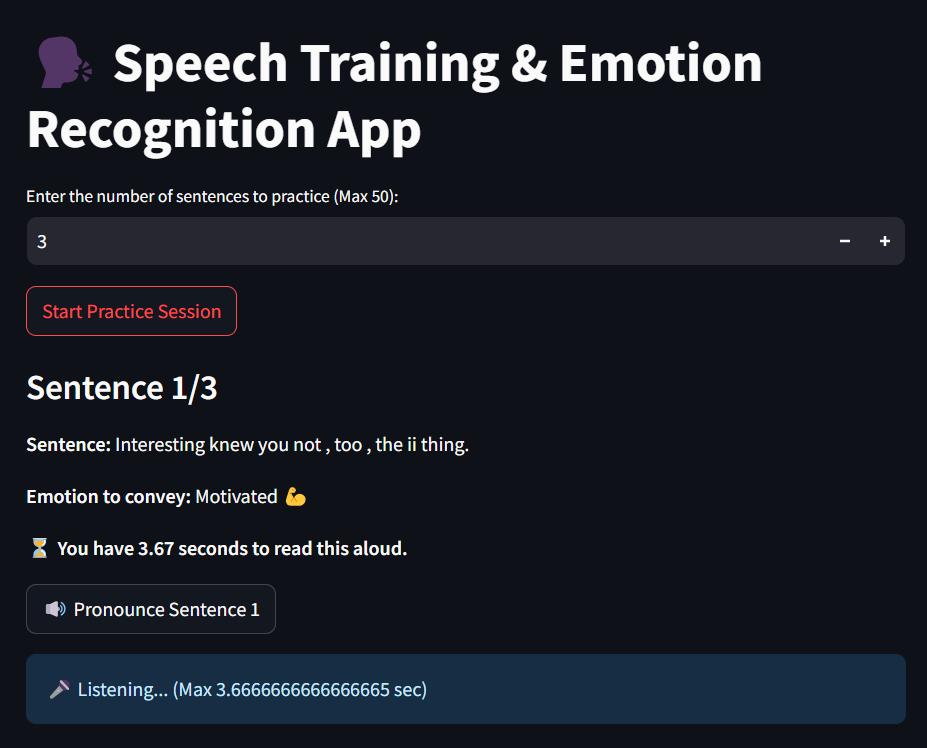 🗣️ Speech Training & Emotion
Recognition App
Enter the number of sentences to practice (Max 50):
3 − +
Start Practice Session
Sentence 1/3
Sentence: Interesting knew you not , too , the ii thing.
Emotion to convey: Motivated 💪
⏳ You have 3.67 seconds to read this aloud.
🔊 Pronounce Sentence 1
🎤 Listening... (Max 3.6666666666666665 sec)